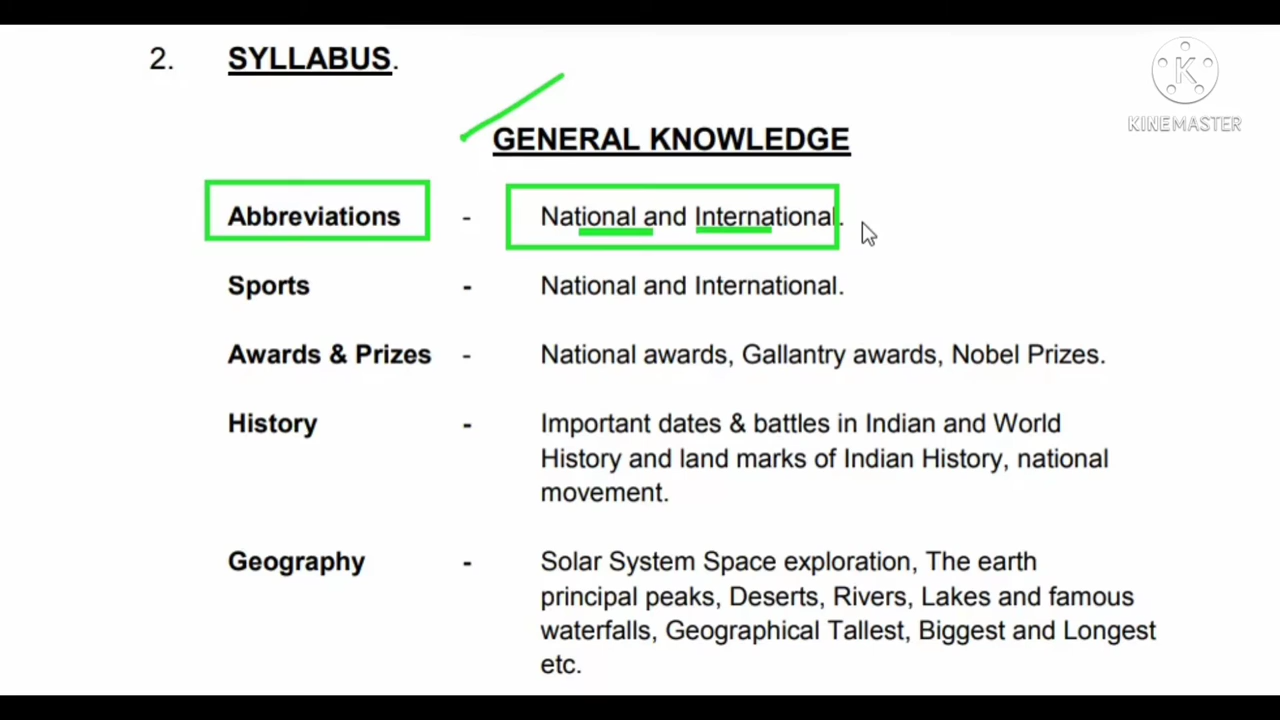 2. SYLLABUS.
GENERAL KNOWLEDGE
Abbreviations - National and International.
Sports - National and International.
Awards & Prizes - National awards, Gallantry awards, Nobel Prizes.
History - Important dates & battles in Indian and World
History and land marks of Indian History, national
movement.
Geography - Solar System Space exploration, The earth
principal peaks, Deserts, Rivers, Lakes and famous
waterfalls, Geographical Tallest, Biggest and Longest
etc.
K
KINEMASTER